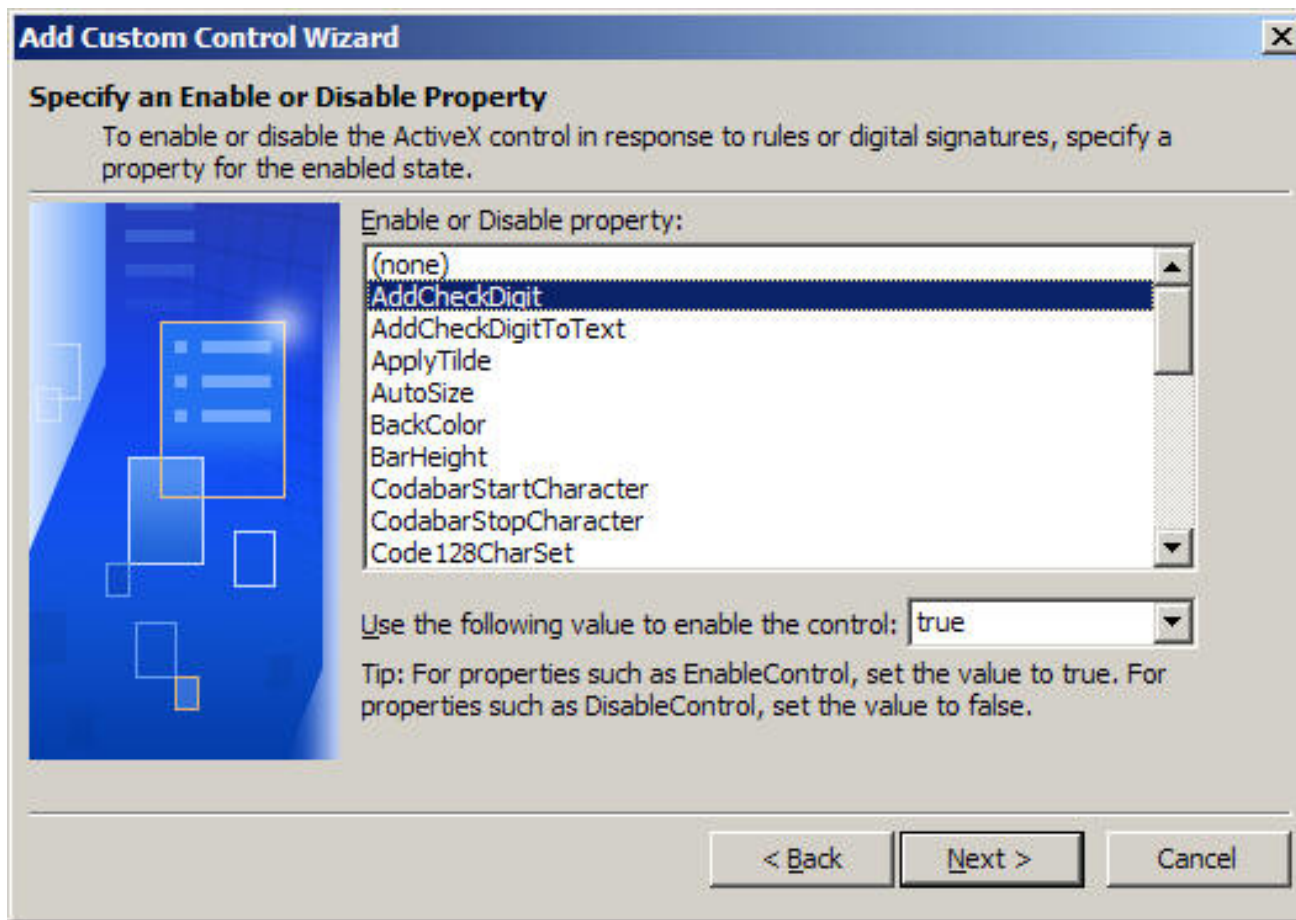 Add Custom Control Wizard
Specify an Enable or Disable Property
To enable or disable the ActiveX control in response to rules or digital signatures, specify a
property for the enabled state.
Enable or Disable property:
(none)
AddCheckDigit
AddCheckDigitToText
ApplyTilde
AutoSize
BackColor
BarHeight
CodabarStartCharacter
CodabarStopCharacter
Code128CharSet
Use the following value to enable the control: true
Tip: For properties such as EnableControl, set the value to true. For
properties such as DisableControl, set the value to false.
< Back Next > Cancel